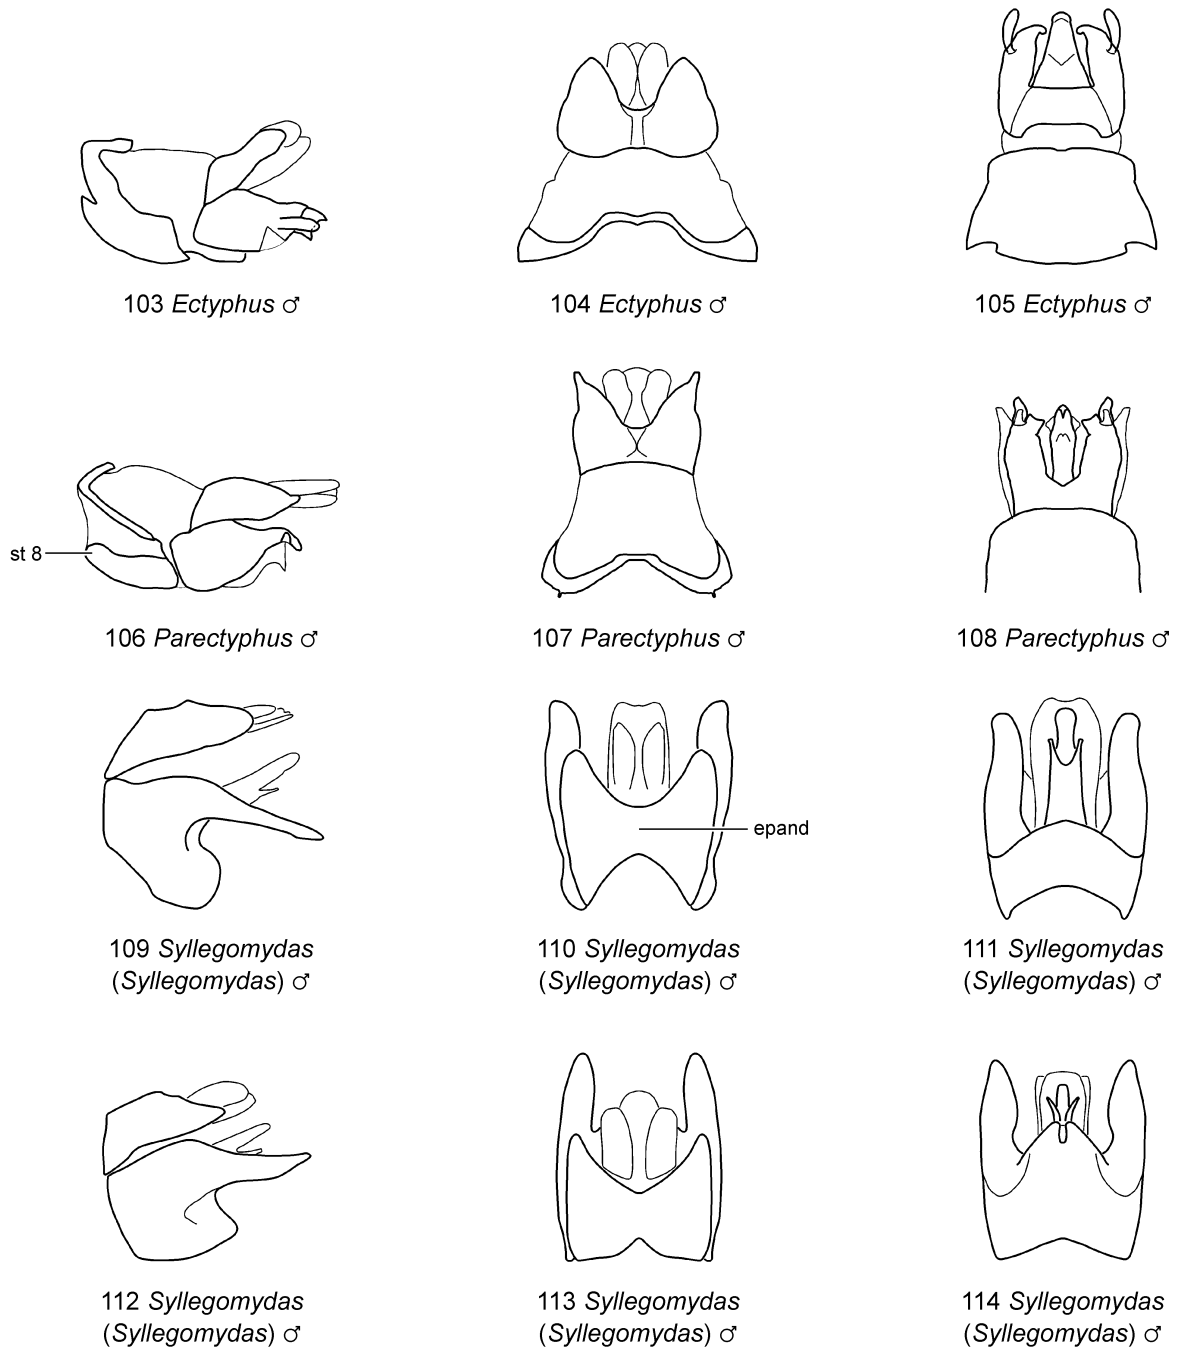 103 Ectyphus ♂
104 Ectyphus ♂
105 Ectyphus ♂
st 8
106 Parectyphus ♂
107 Parectyphus ♂
108 Parectyphus ♂
epand
109 Syllegomydas
(Syllegomydas) ♂
110 Syllegomydas
(Syllegomydas) ♂
111 Syllegomydas
(Syllegomydas) ♂
112 Syllegomydas
(Syllegomydas) ♂
113 Syllegomydas
(Syllegomydas) ♂
114 Syllegomydas
(Syllegomydas) ♂